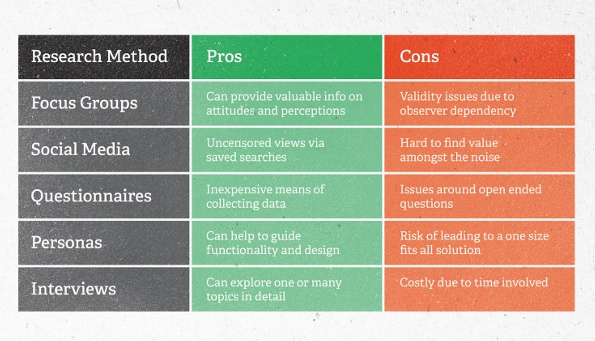 Research Method
Pros
Cons
Focus Groups
Can provide valuable info on
attitudes and perceptions
Validity issues due to
observer dependency
Social Media
Uncensored views via
saved searches
Hard to find value
amongst the noise
Questionnaires
Inexpensive means of
collecting data
Issues around open ended
questions
Personas
Can help to guide
functionality and design
Risk of leading to a one size
fits all solution
Interviews
Can explore one or many
topics in detail
Costly due to time involved